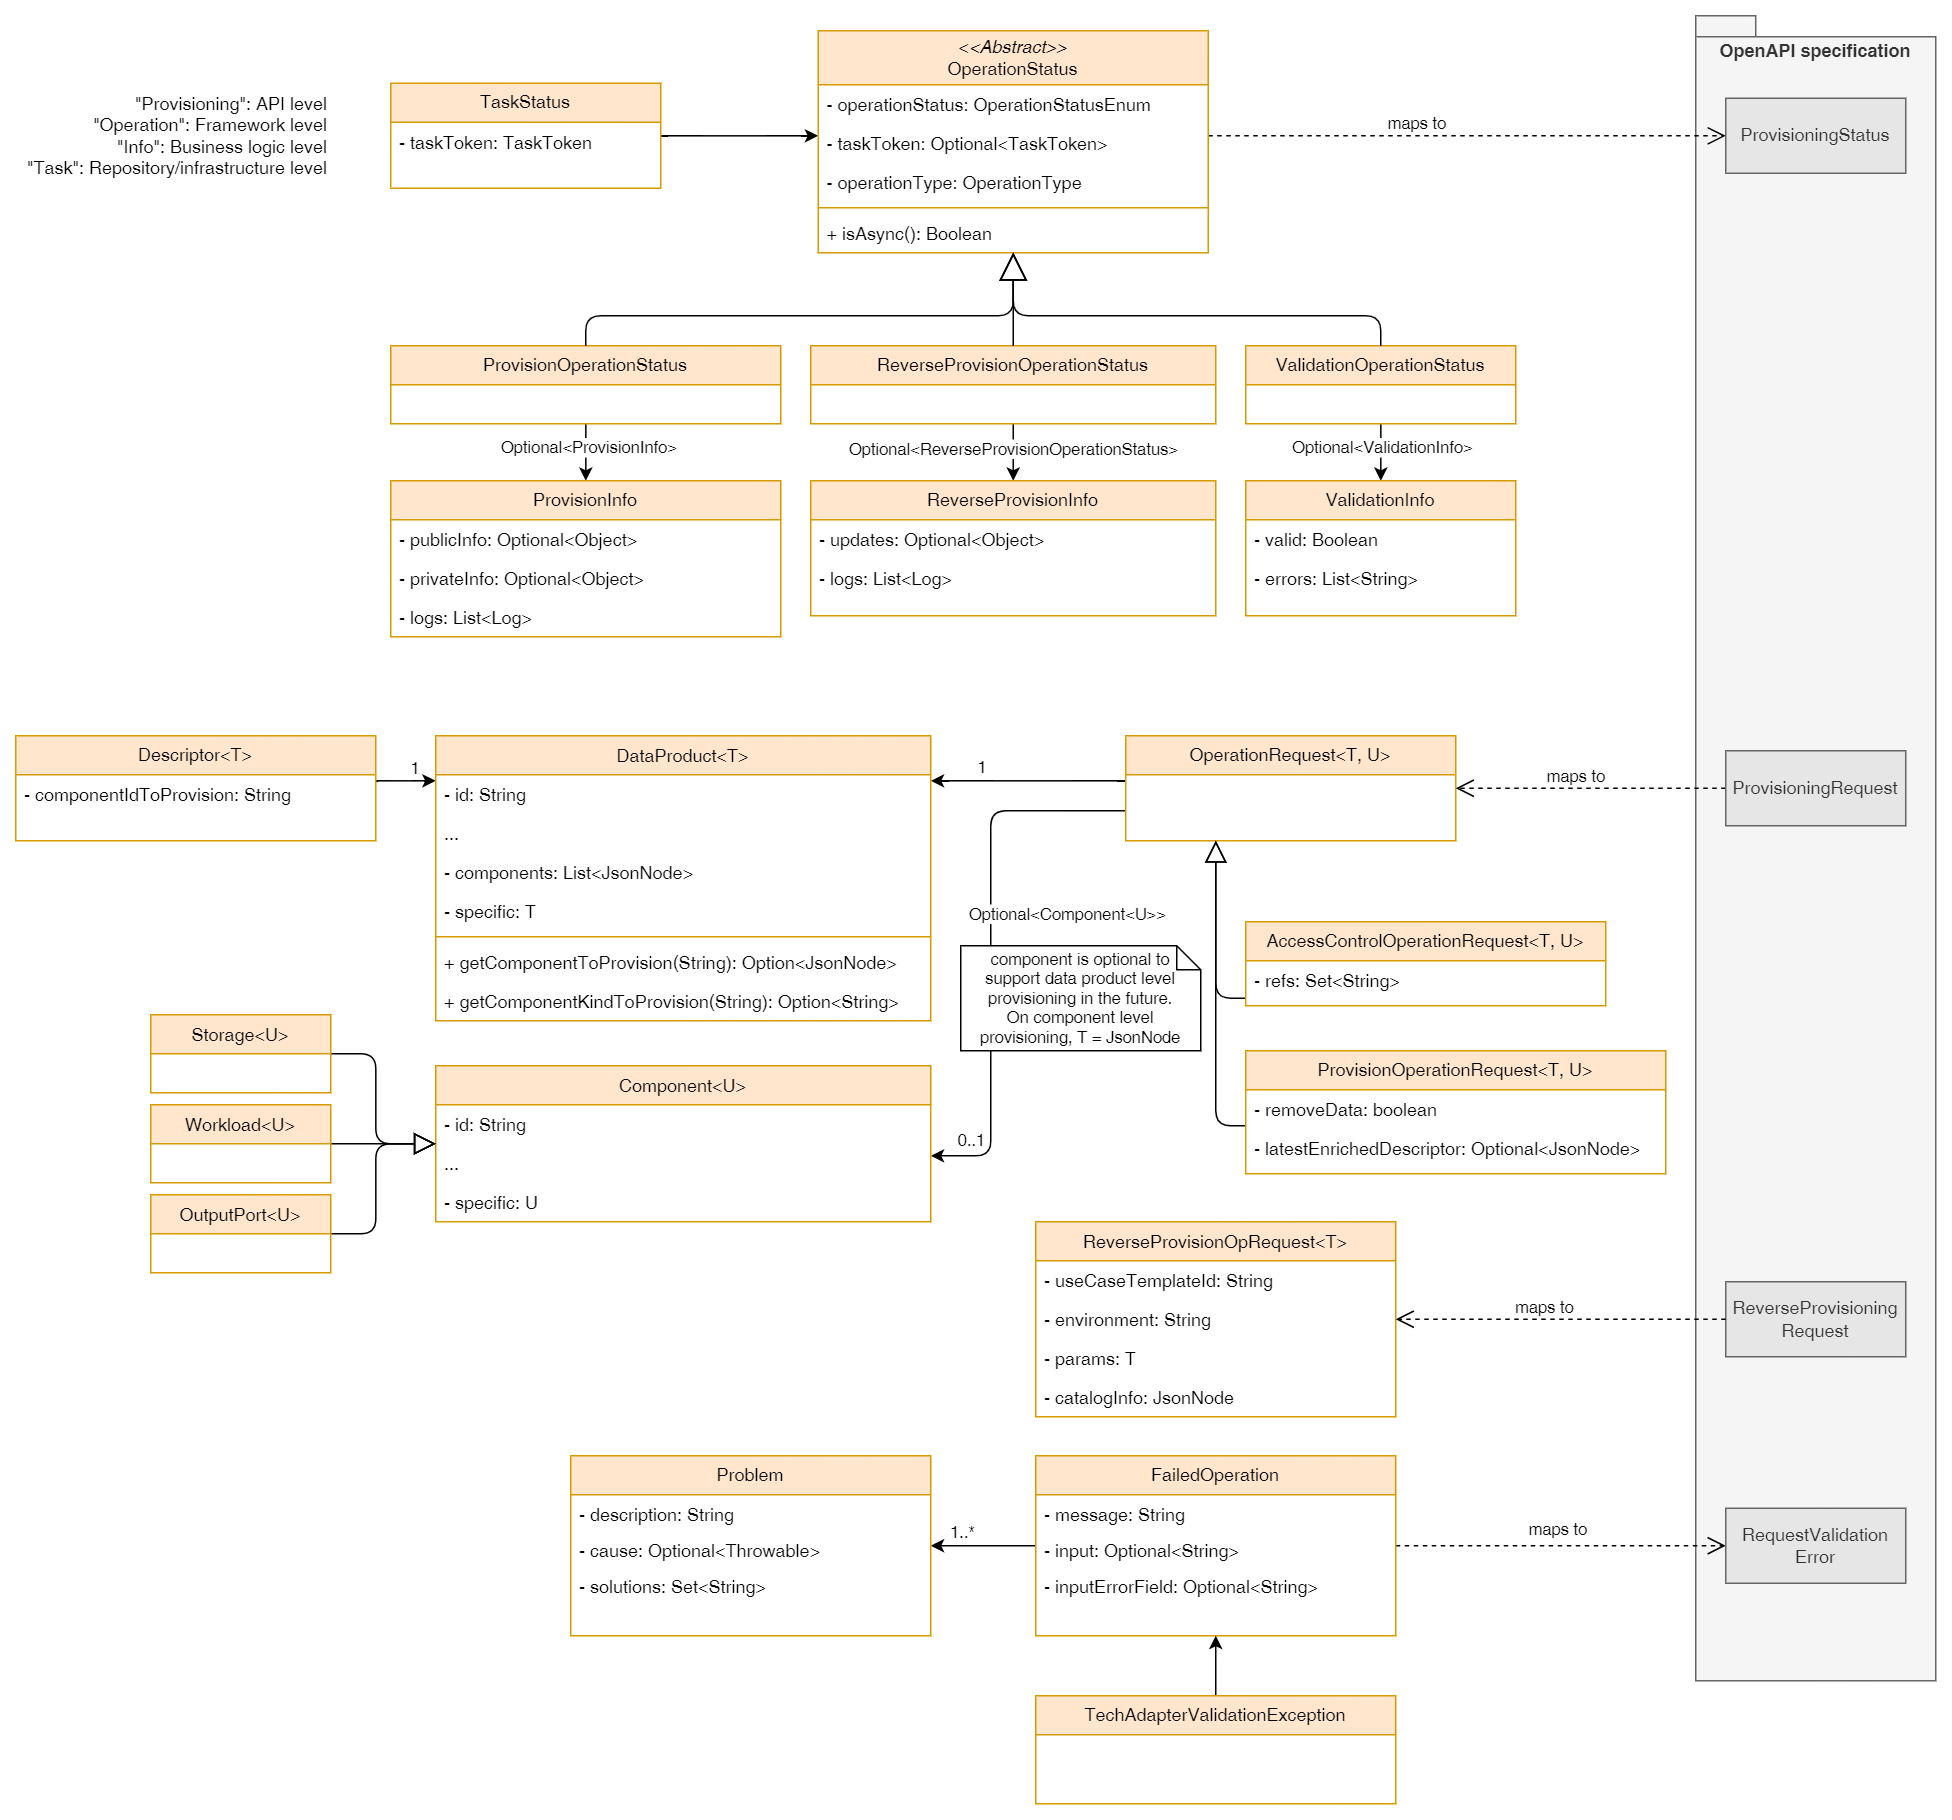 "Provisioning": API level
"Operation": Framework level
"Info": Business logic level
"Task": Repository/infrastructure level
TaskStatus
- taskToken: TaskToken
<<Abstract>>
OperationStatus
- operationStatus: OperationStatusEnum
- taskToken: Optional<TaskToken>
- operationType: OperationType
+ isAsync(): Boolean
maps to
OpenAPI specification
ProvisioningStatus
ProvisionOperationStatus
ReverseProvisionOperationStatus
ValidationOperationStatus
Optional<ProvisionInfo>
Optional<ReverseProvisionOperationStatus>
Optional<ValidationInfo>
ProvisionInfo
- publicInfo: Optional<Object>
- privateInfo: Optional<Object>
- logs: List<Log>
ReverseProvisionInfo
- updates: Optional<Object>
- logs: List<Log>
ValidationInfo
- valid: Boolean
- errors: List<String>
Descriptor<T>
- componentIdToProvision: String
1
DataProduct<T>
- id: String
...
- components: List<JsonNode>
- specific: T
+ getComponentToProvision(String): Option<JsonNode>
+ getComponentKindToProvision(String): Option<String>
1
OperationRequest<T, U>
maps to
ProvisioningRequest
Optional<Component<U>>
component is optional to
support data product level
provisioning in the future.
On component level
provisioning, T = JsonNode
AccessControlOperationRequest<T, U>
- refs: Set<String>
ProvisionOperationRequest<T, U>
- removeData: boolean
- latestEnrichedDescriptor: Optional<JsonNode>
Storage<U>
Workload<U>
OutputPort<U>
Component<U>
- id: String
...
- specific: U
0..1
ReverseProvisionOpRequest<T>
- useCaseTemplateId: String
- environment: String
- params: T
- catalogInfo: JsonNode
maps to
ReverseProvisioning
Request
Problem
- description: String
- cause: Optional<Throwable>
- solutions: Set<String>
1..*
FailedOperation
- message: String
- input: Optional<String>
- inputErrorField: Optional<String>
maps to
RequestValidation
Error
TechAdapterValidationException